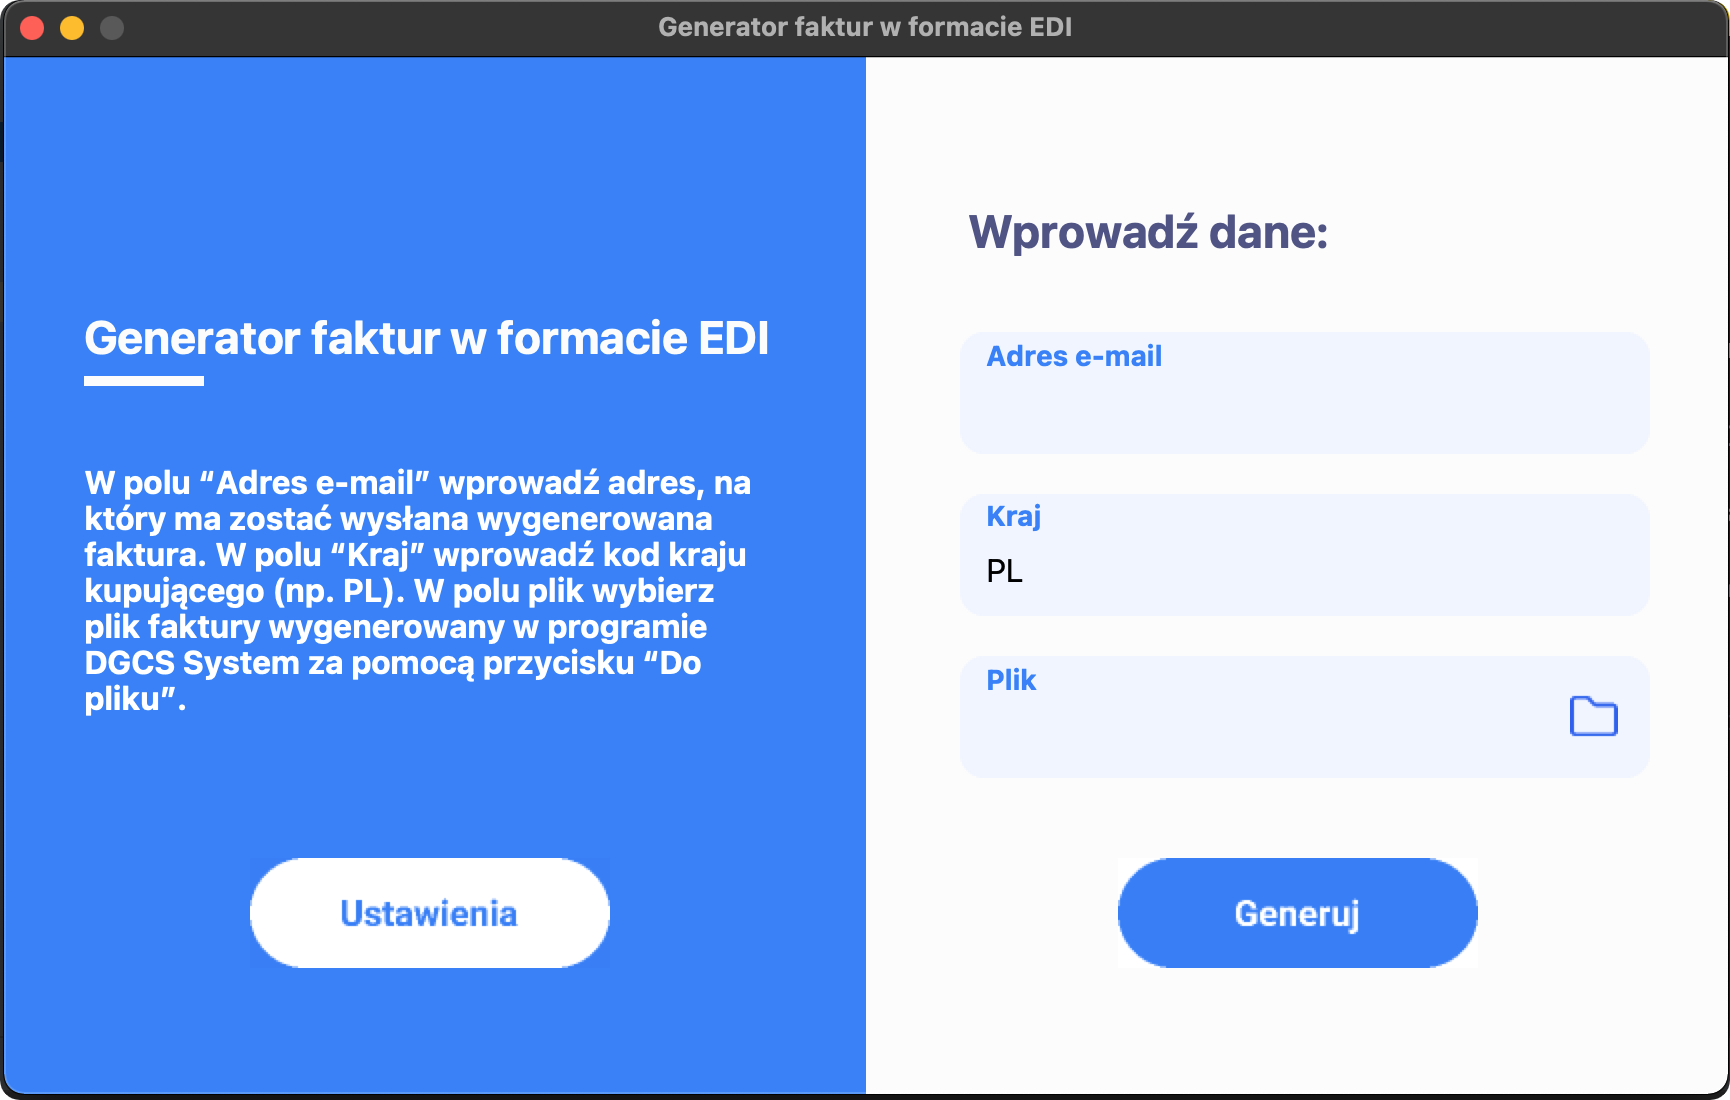 Generator faktur w formacie EDI
Generator faktur w formacie EDI
W polu “Adres e-mail” wprowadź adres, na
który ma zostać wysłana wygenerowana
faktura. W polu “Kraj” wprowadź kod kraju
kupującego (np. PL). W polu plik wybierz
plik faktury wygenerowany w programie
DGCS System za pomocą przycisku “Do
pliku”.
Ustawienia
Wprowadź dane:
Adres e-mail
Kraj
PL
Plik
Generuj